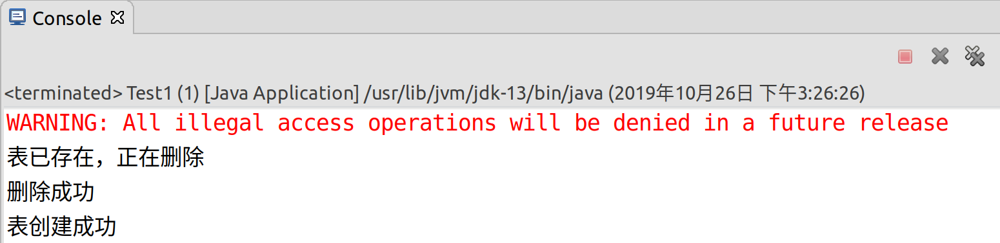 Console
<terminated> Test1 (1) [Java Application] /usr/lib/jvm/jdk-13/bin/java (2019年10月26日 下午3:26:26)
WARNING: All illegal access operations will be denied in a future release
表已存在，正在删除
删除成功
表创建成功